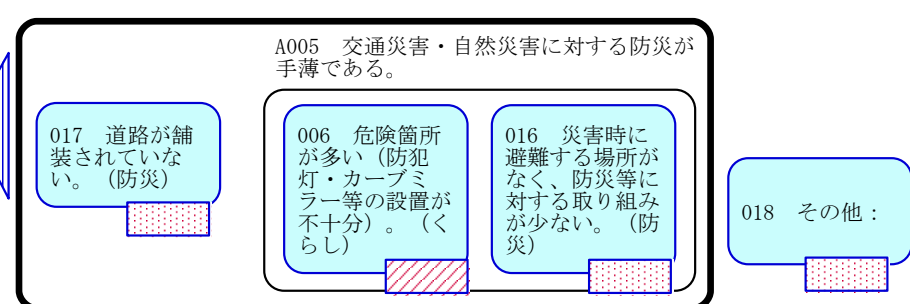 A005　交通災害・自然災害に対する防災が
手薄である。
017　道路が舗
装されていな
い。（防災）
006　危険箇所
が多い（防犯
灯・カーブミ
ラー等の設置が
不十分）。（く
らし）
016　災害時に
避難する場所が
なく、防災等に
対する取り組み
が少ない。（防
災）
018　その他：